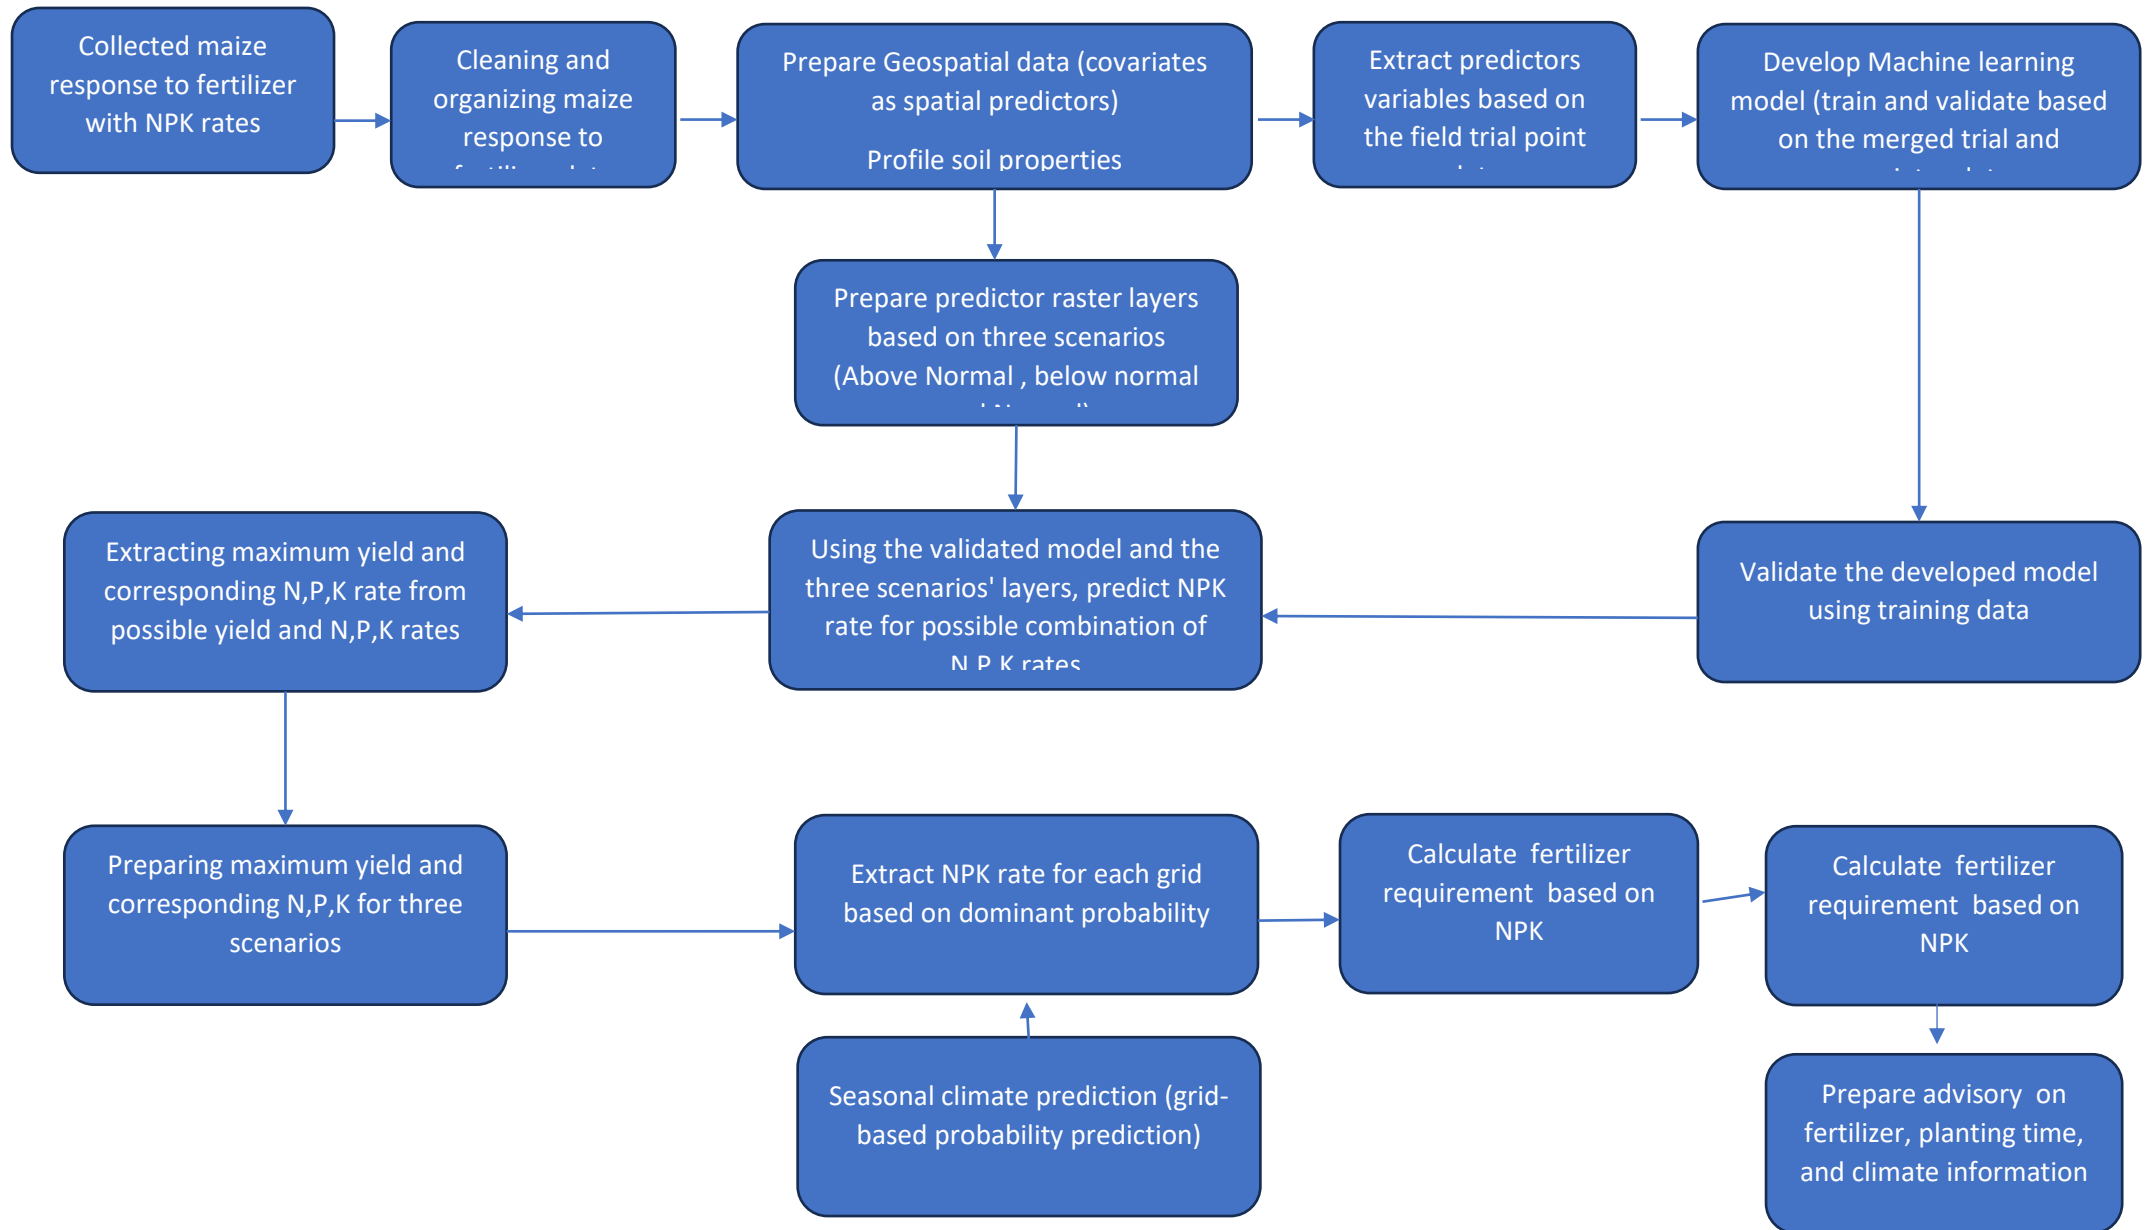 Collected maize
response to fertilizer
with NPK rates
Cleaning and
organizing maize
response to
Prepare Geospatial data (covariates
as spatial predictors)
Profile soil properties
Extract predictors
variables based on
the field trial point
Develop Machine learning
model (train and validate based
on the merged trial and
Prepare predictor raster layers
based on three scenarios
(Above Normal , below normal
Extracting maximum yield and
corresponding N,P,K rate from
possible yield and N,P,K rates
Using the validated model and the
three scenarios' layers, predict NPK
rate for possible combination of
N,P,K rates
Validate the developed model
using training data
Preparing maximum yield and
corresponding N,P,K for three
scenarios
Extract NPK rate for each grid
based on dominant probability
Calculate fertilizer
requirement based on
NPK
Calculate fertilizer
requirement based on
NPK
Seasonal climate prediction (grid-
based probability prediction)
Prepare advisory on
fertilizer, planting time,
and climate information